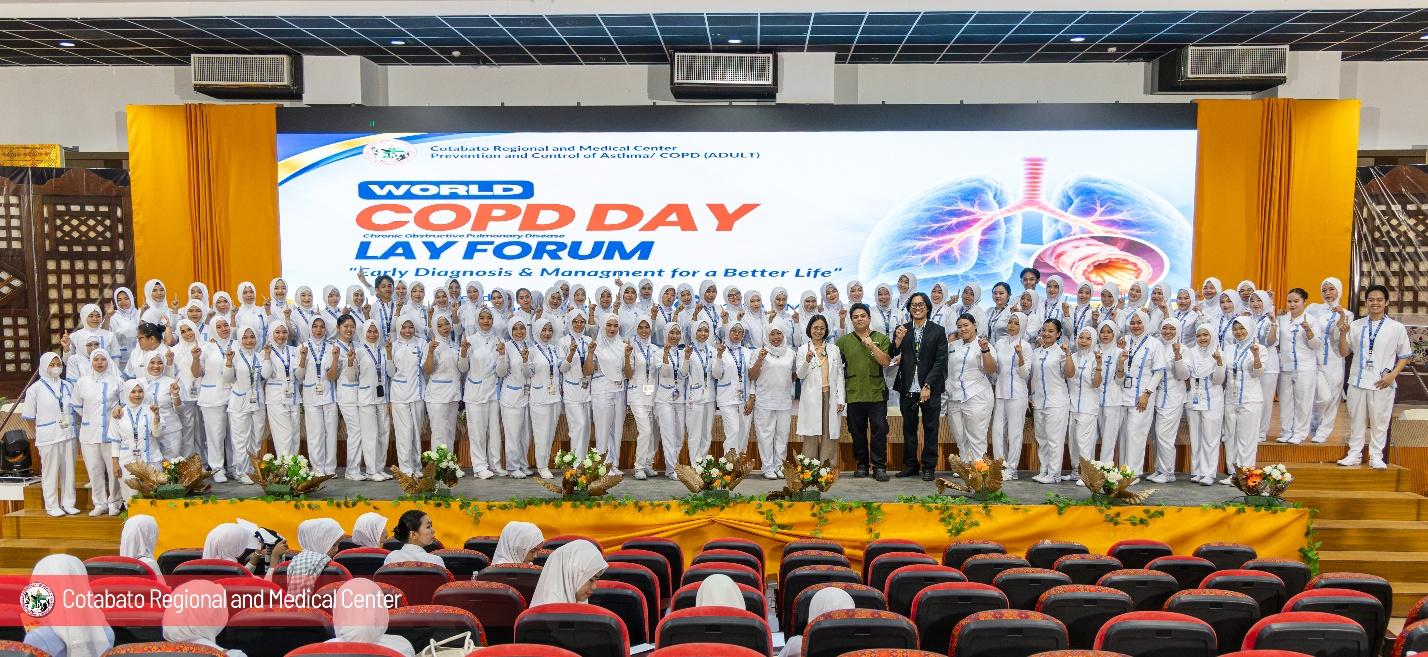 Cotabato Regional and Medical Center
Prevention and Control of Asthma/ COPD (ADULT)
WORLD
COPD DAY
Chronic Obstructive Pulmonary Disease
LAY FORUM
"Early Diagnosis & Managment for a Better Life"
Cotabato Regional and Medical Center